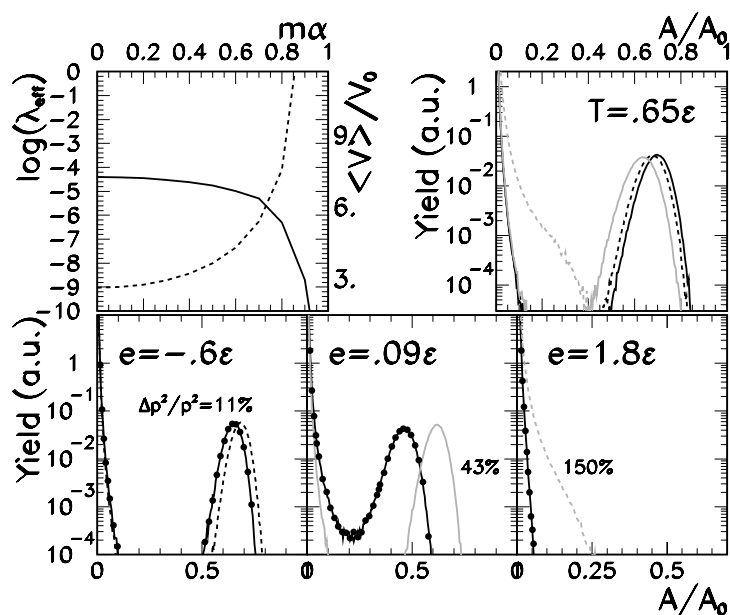 mα
A/A0
0 0.2 0.4 0.6 0.8 1
0 0.2 0.4 0.6 0.8 1
log(λeff)
0
-1
-2
-3
-4
-5
-6
-7
-8
-9
-10
<V>/V0
9.
6.
3.
Yield (a.u.)
1
10^-1
10^-2
10^-3
10^-4
T=.65ε
Yield (a.u.)
1
10^-1
10^-2
10^-3
10^-4
e=-.6ε
Δp²/p²=11%
e=.09ε
43%
e=1.8ε
150%
0 0.5 0 0.5 0 0.25 0.5
A/A0